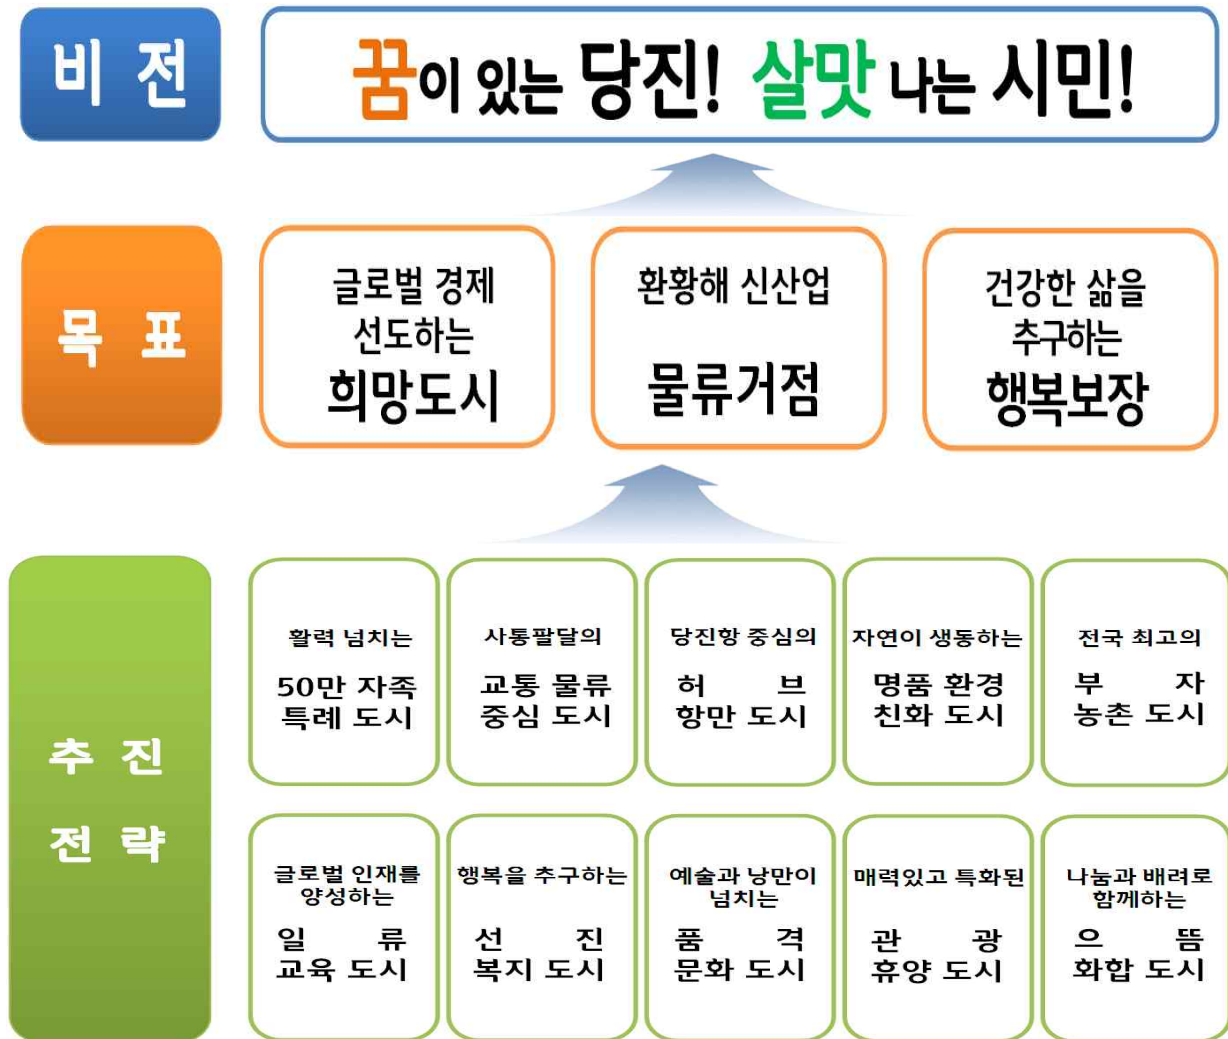 비 전
꿈이 있는 당진! 살맛 나는 시민!
목 표
글로벌 경제
선도하는
희망도시
환황해 신산업
물류거점
건강한 삶을
추구하는
행복보장
추 진
전 략
활력 넘치는
50만 자족
특례 도시
사통팔달의
교통 물류
중심 도시
당진항 중심의
허 브
항만 도시
자연이 생동하는
명품 환경
친화 도시
전국 최고의
부 자
농촌 도시
글로벌 인재를
양성하는
일 류
교육 도시
행복을 추구하는
선 진
복지 도시
예술과 낭만이
넘치는
품 격
문화 도시
매력있고 특화된
관 광
휴양 도시
나눔과 배려로
함께하는
으 뜸
화합 도시